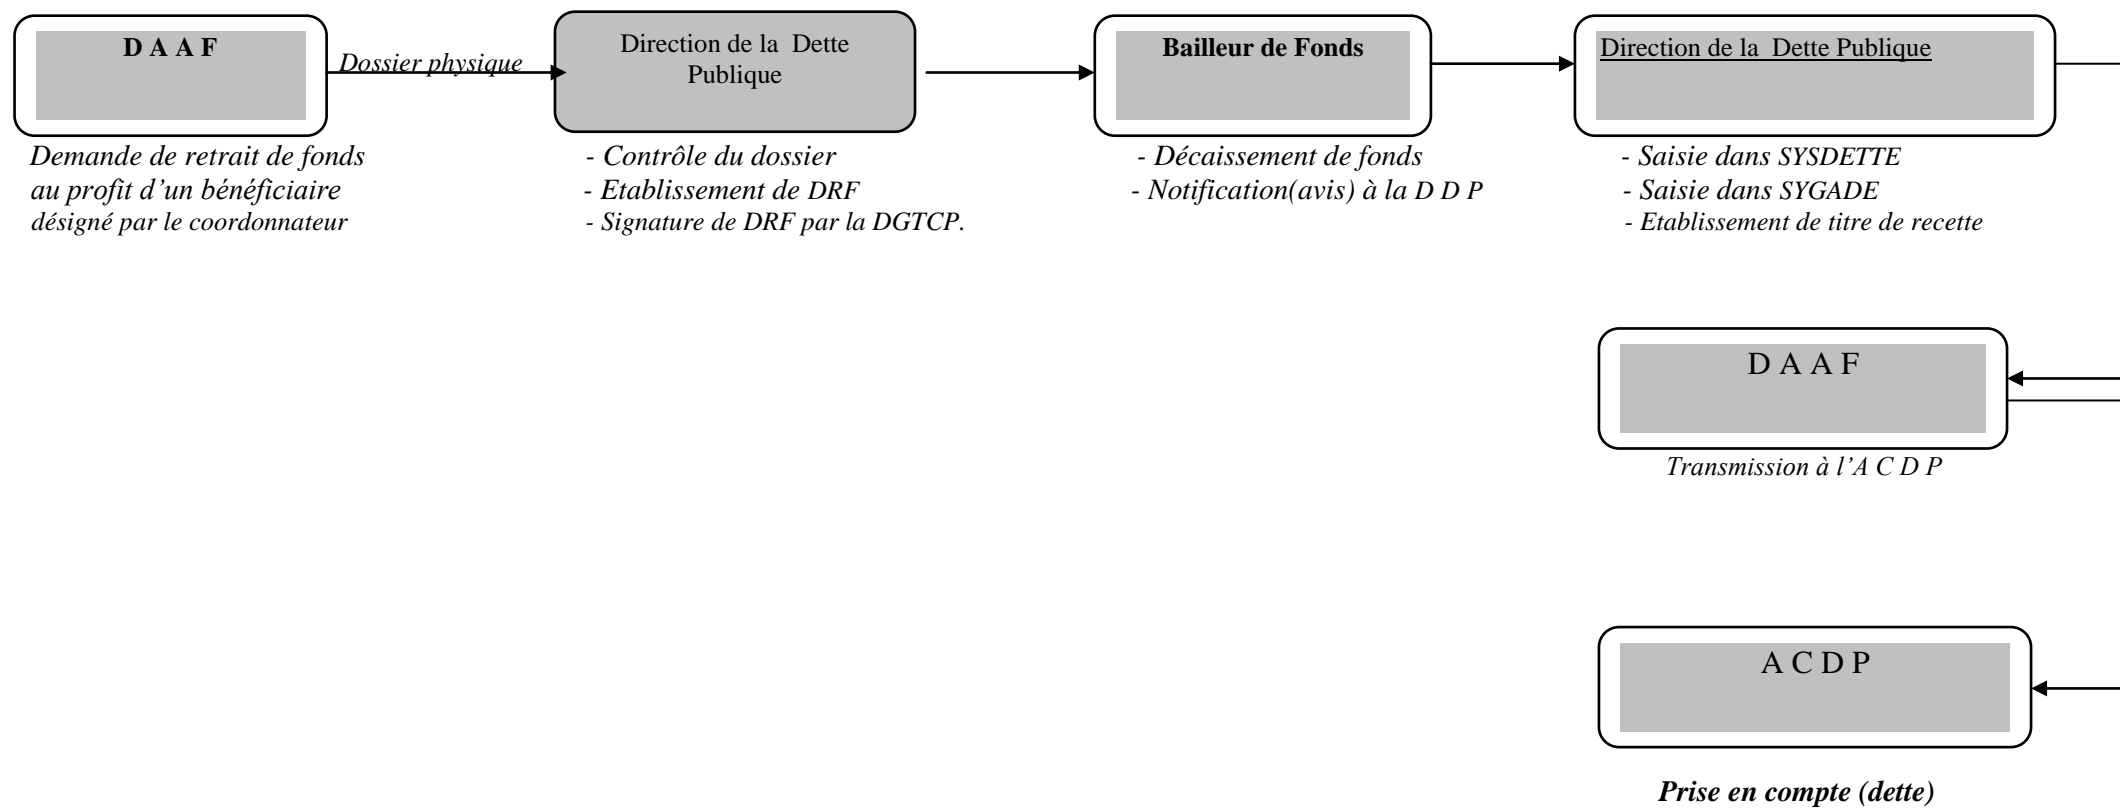 D A A F
Dossier physique
Direction de la Dette
Publique
Bailleur de Fonds
Direction de la Dette Publique
Demande de retrait de fonds
au profit d’un bénéficiaire
désigné par le coordonnateur
- Contrôle du dossier
- Etablissement de DRF
- Signature de DRF par la DGTCP.
- Décaissement de fonds
- Notification(avis) à la D D P
- Saisie dans SYSDETTE
- Saisie dans SYGADE
- Etablissement de titre de recette
D A A F
Transmission à l’A C D P
A C D P
Prise en compte (dette)